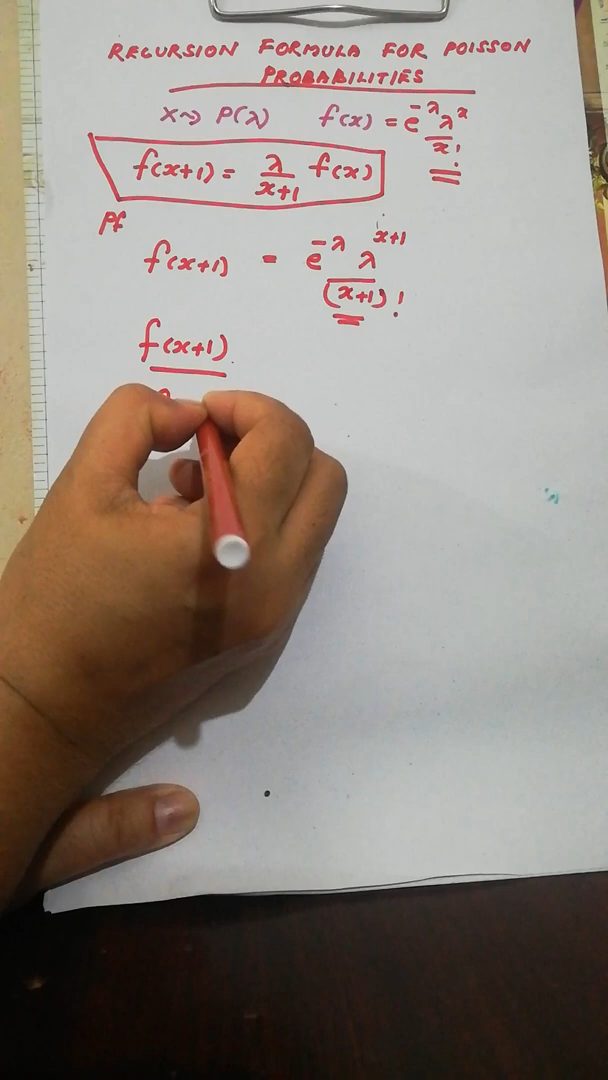 RECURSION FORMULA FOR POISSON
PROBABILITIES
X~> P(λ) f(x) = e^-λ λ^x / x!
f(x+1) = λ/(x+1) f(x)
Pf
f(x+1) = e^-λ λ^x+1 / (x+1)!
f(x+1)